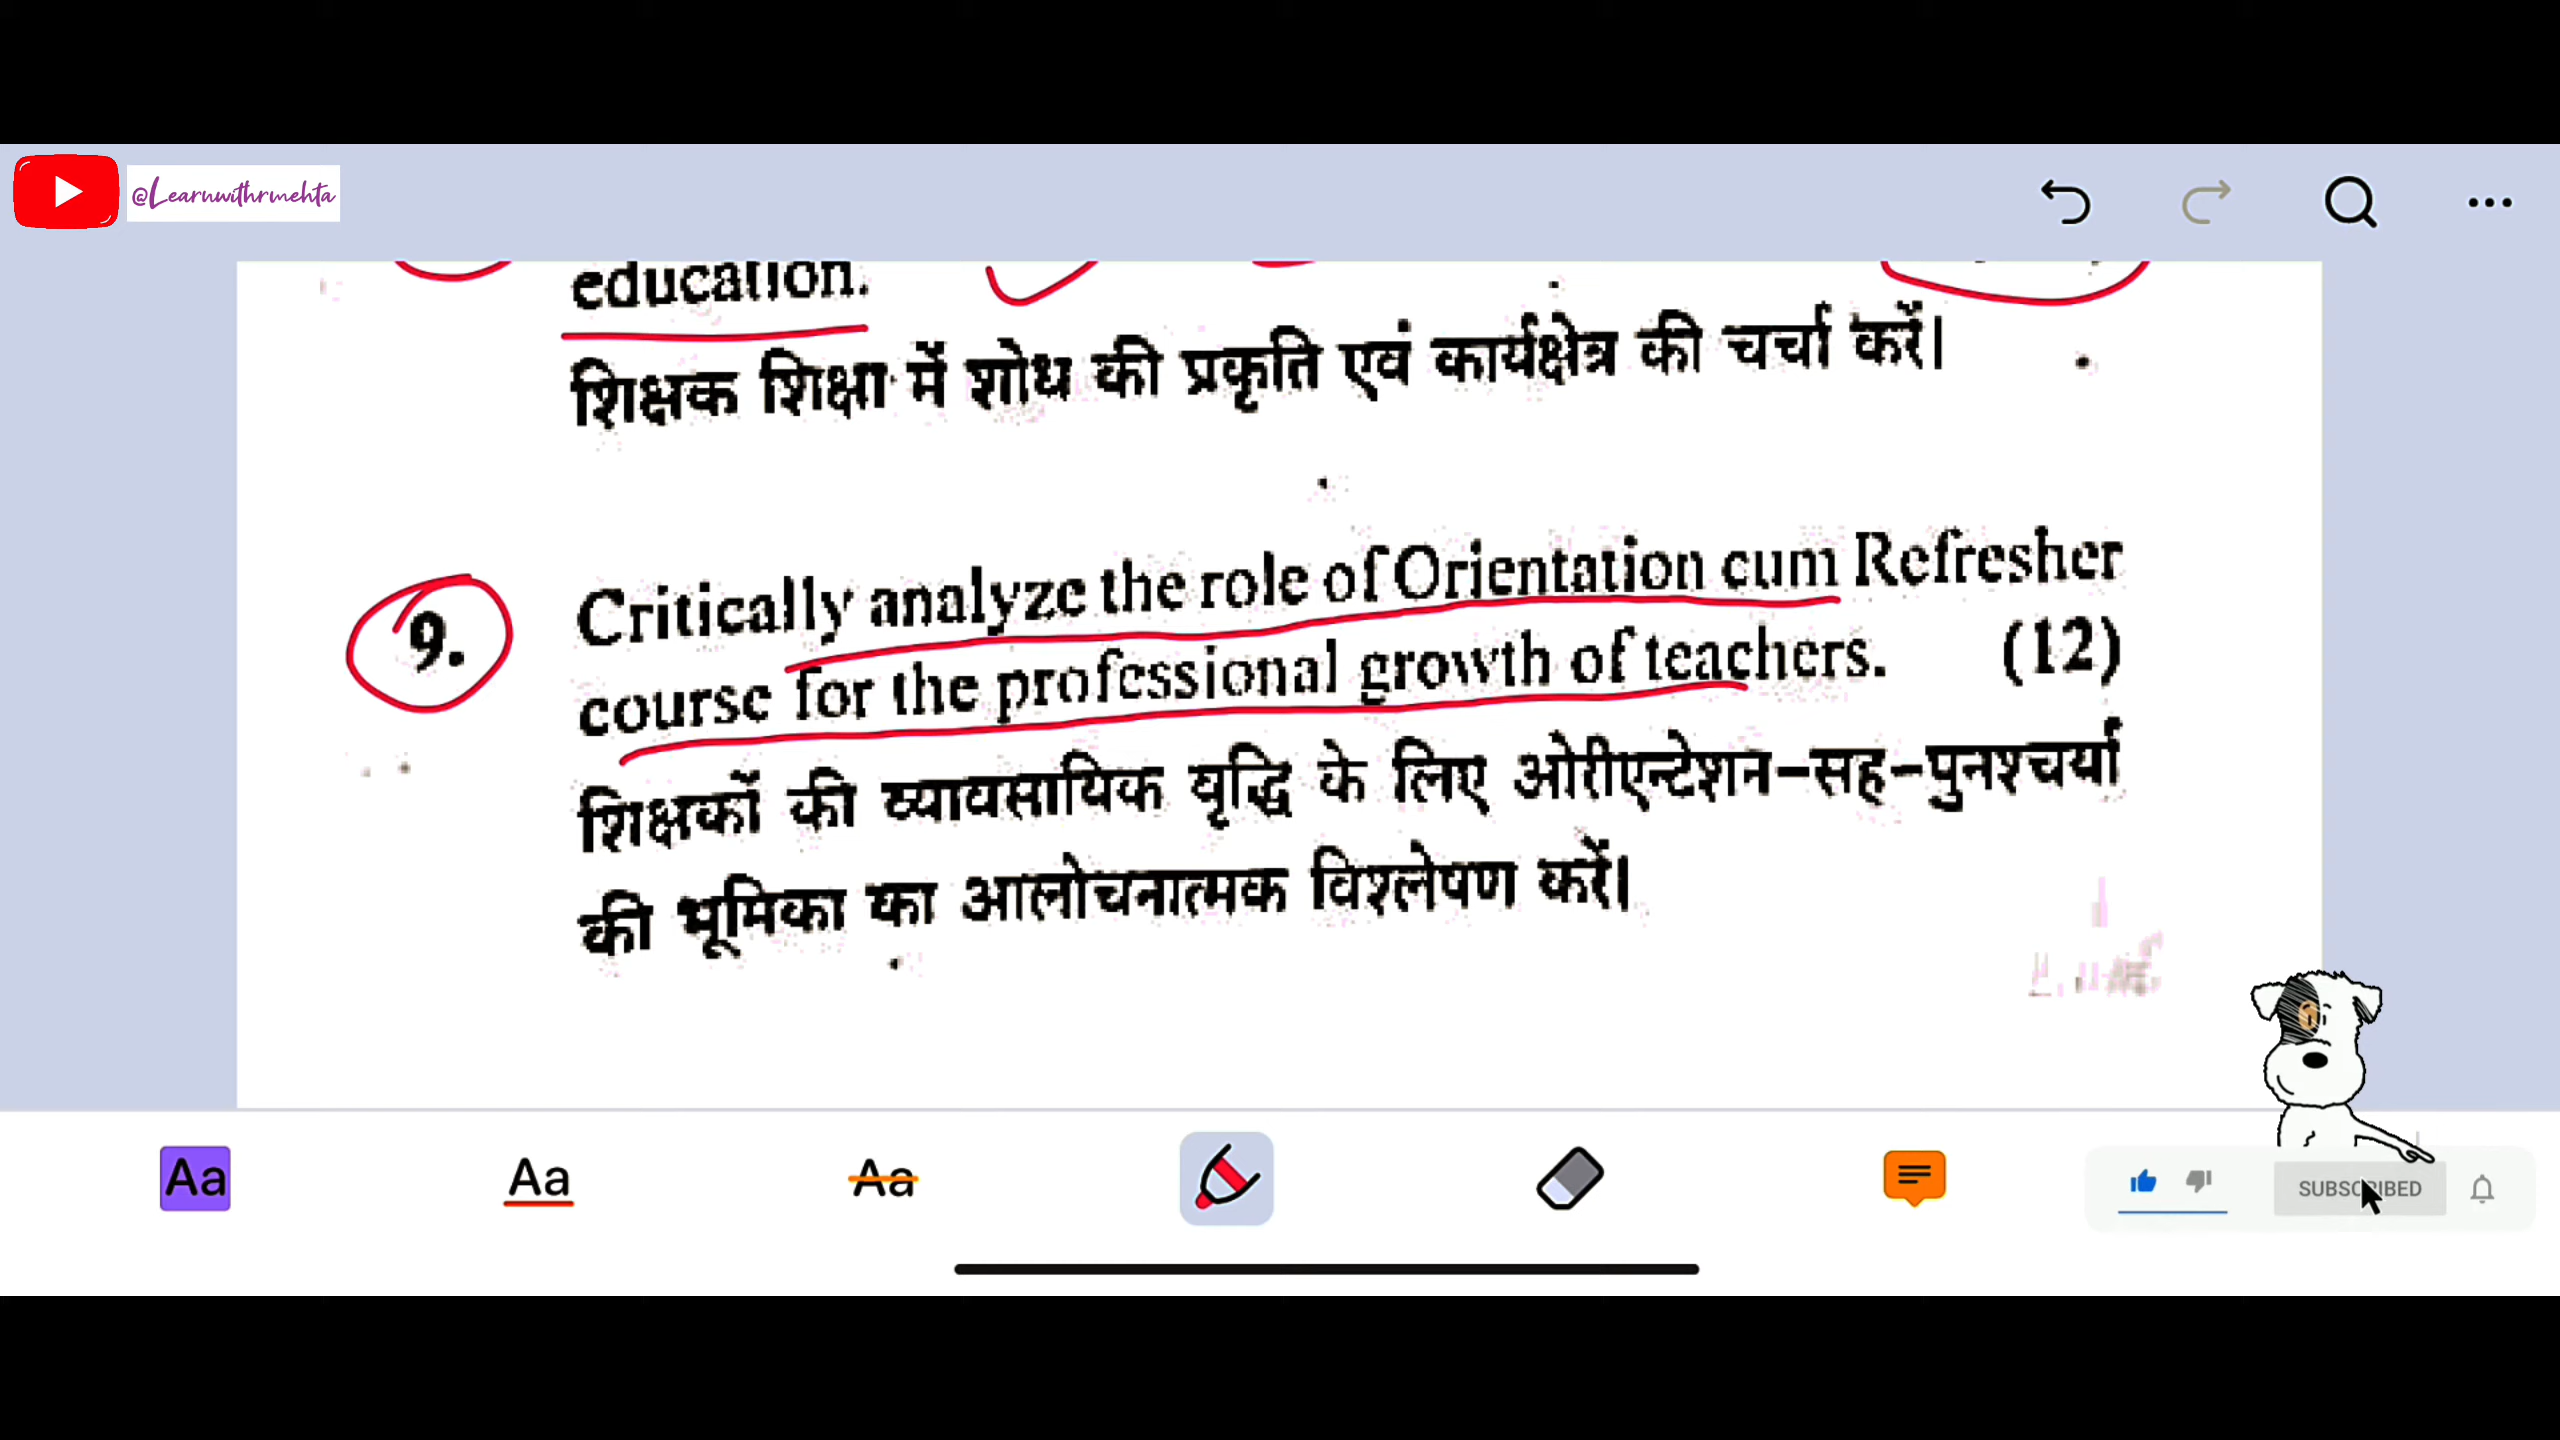 @Learnwithrmehta
education.
शिक्षक शिक्षा में शोध की प्रकृति एवं कार्यक्षेत्र की चर्चा करें।
9. Critically analyze the role of Orientation cum Refresher
course for the professional growth of teachers. (12)
शिक्षकों की व्यावसायिक वृद्धि के लिए ओरीएन्टेशन-सह-पुनश्चर्या
की भूमिका का आलोचनात्मक विश्लेषण करें।
Aa Aa Aa
SUBSCRIBED